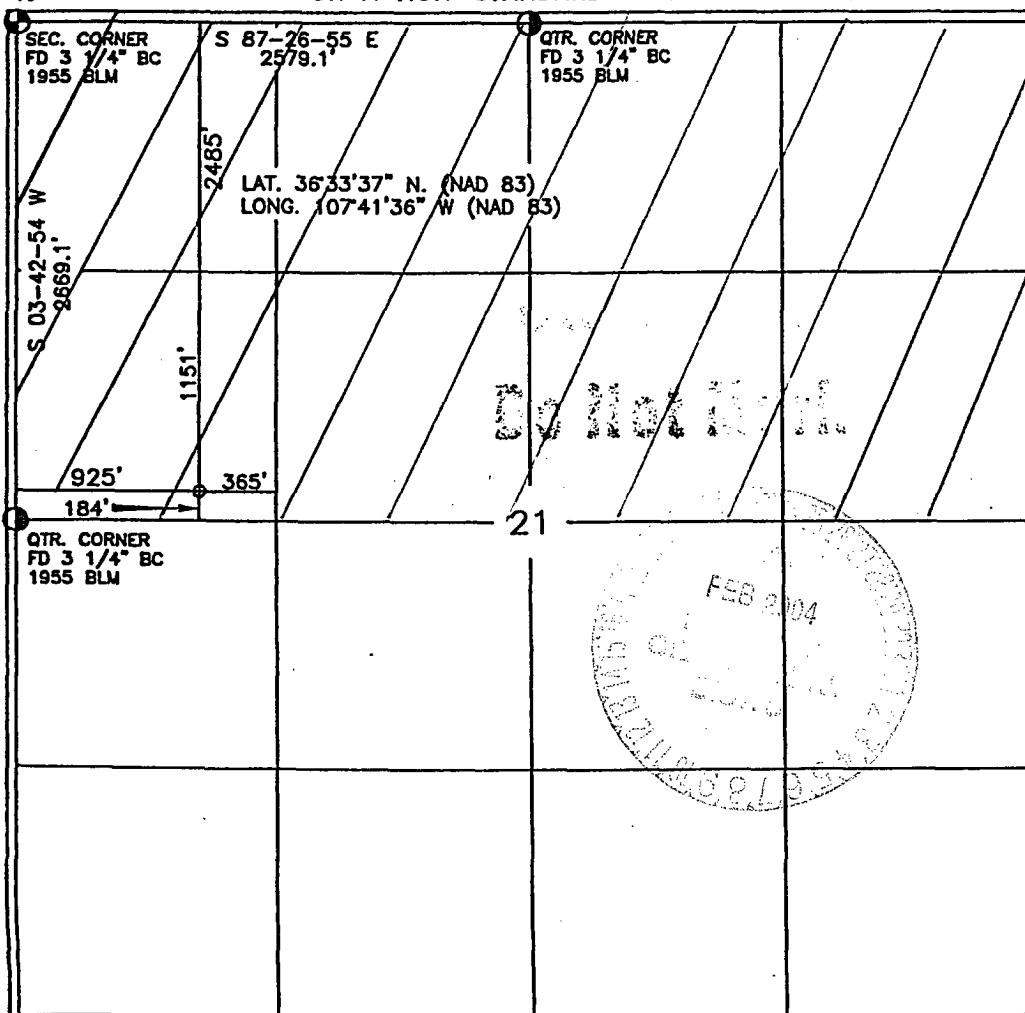 SEC. CORNER
FD 3 1/4" BC
1955 BLM
S 87-26-55 E
2579.1'
QTR. CORNER
FD 3 1/4" BC
1955 BLM
2485'
LAT. 36°33'37" N. (NAD 83)
LONG. 107°41'36" W (NAD 83)
S 03-42-54 W
2669.1'
1151'
925'
365'
184'
21
QTR. CORNER
FD 3 1/4" BC
1955 BLM
FEB 2004